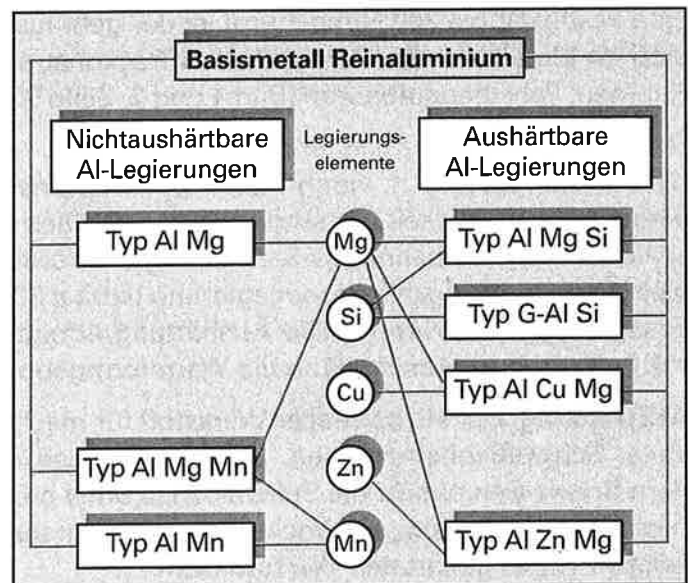 Basismetall Reinaluminium
Nichtaushärtbare
Al-Legierungen
Legierungs-
elemente
Aushärtbare
Al-Legierungen
Typ Al Mg
Mg
Typ Al Mg Si
Si
Typ G-Al Si
Cu
Typ Al Cu Mg
Typ Al Mg Mn
Zn
Typ Al Mn
Mn
Typ Al Zn Mg